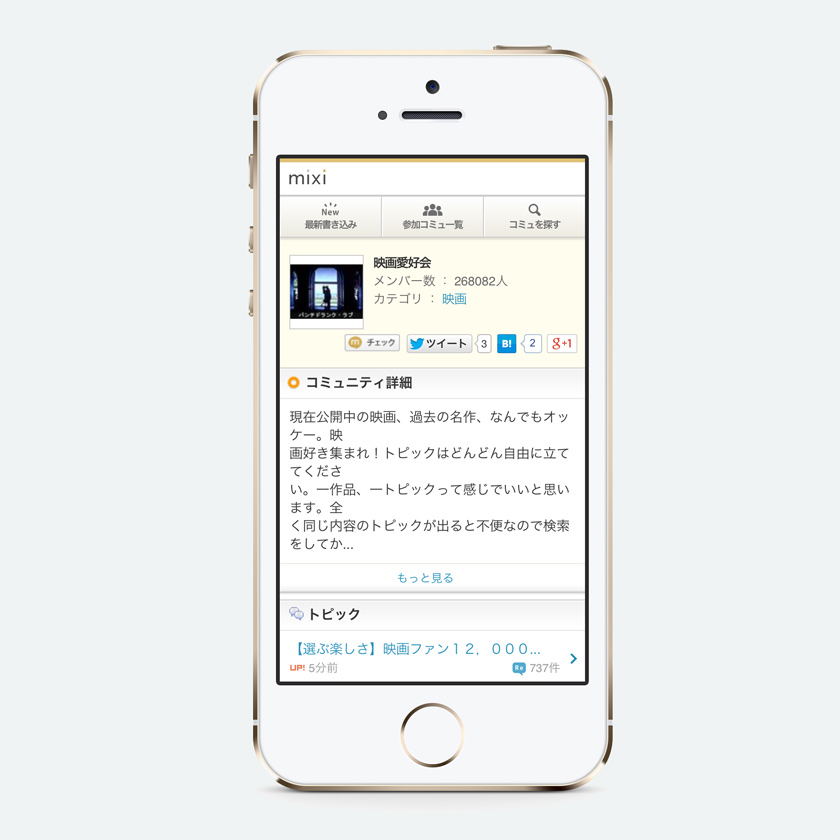 mixi
New
最新書き込み
参加コミュ一覧
コミュを探す
映画愛好会
メンバー数 : 268082人
カテゴリ : 映画
パンチドランク・ラブ
m チェック
ツイート
3
B!
2
g+1
コミュニティ詳細
現在公開中の映画、過去の名作、なんでもオッ
ケー。映
画好き集まれ！トピックはどんどん自由に立て
てくださ
い。一作品、一トピックって感じでいいと思い
ます。全
く同じ内容のトピックが出ると不便なので検索
をしてか...
もっと見る
トピック
【選ぶ楽しさ】映画ファン１２，０００...
UP! 5分前
Re 737件